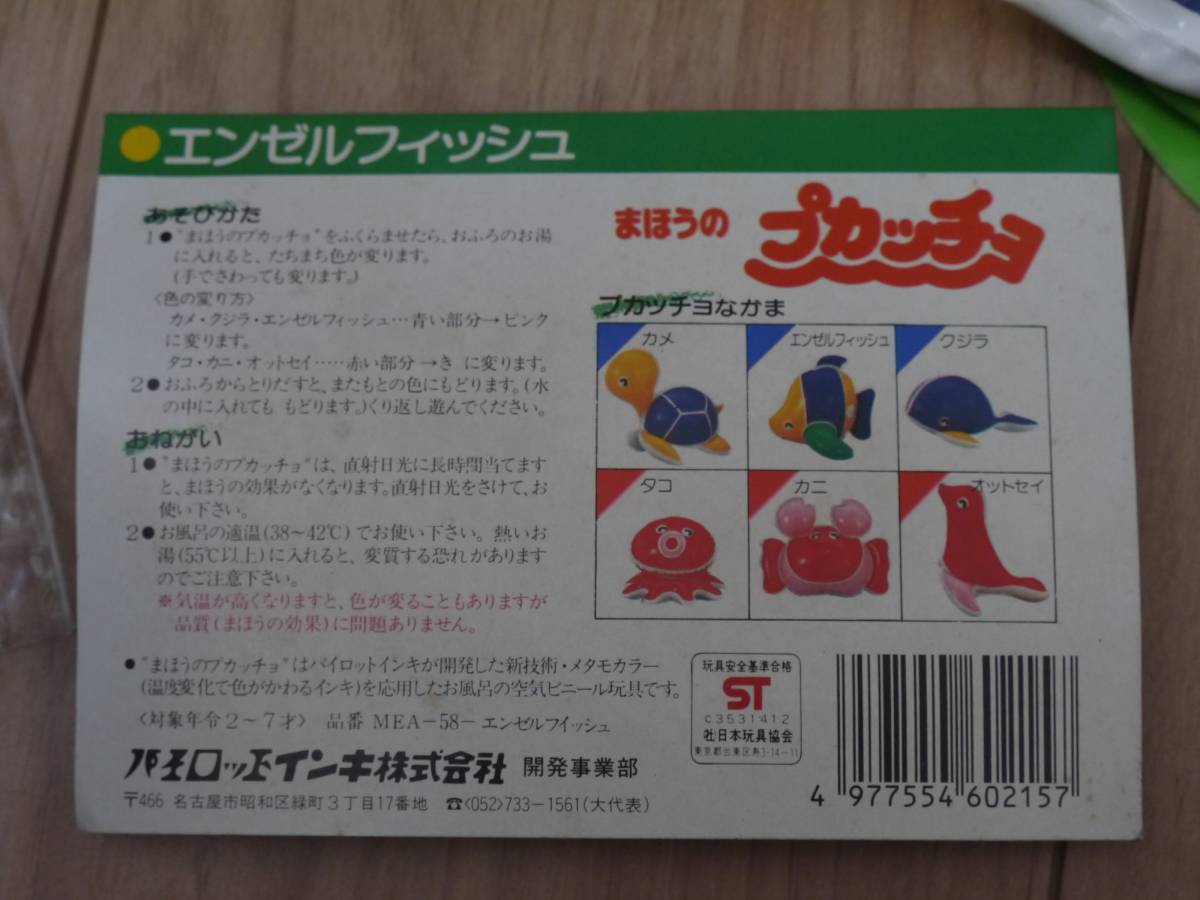 ●エンゼルフィッシュ
あそびかた
1●“まほうのプカッチョ”をふくらませたら、おふろのお湯
に入れると、たちまち色が変ります。
(手でさわっても変ります。)
〈色の変り方〉
カメ・クジラ・エンゼルフィッシュ…青い部分→ピンク
に変ります。
タコ・カニ・オットセイ……赤い部分→き に変ります。
2●おふろからとりだすと、またもとの色にもどります。(水
の中に入れても もどります。)くり返し遊んでください。
おねがい
1●“まほうのプカッチョ”は、直射日光に長時間当てます
と、まほうの効果がなくなります。直射日光をさけて、お
使い下さい。
2●お風呂の適温(38～42℃)でお使い下さい。熱いお
湯(55℃以上)に入れると、変質する恐れがあります
のでご注意下さい。
※気温が高くなりますと、色が変ることもありますが
品質(まほうの効果)に問題ありません。
●“まほうのプカッチョ”はパイロットインキが開発した新技術・メタモカラー
(温度変化で色がかわるインキ)を応用したお風呂の空気ビニール玩具です。
〈対象年令2～7才〉 品番 MEA-58- エンゼルフイッシュ
パイロットインキ株式会社 開発事業部
〒466 名古屋市昭和区緑町3丁目17番地 ☎〈052〉733-1561(大代表)
まほうの プカッチョ
プカッチョなかま
カメ エンゼルフィッシュ クジラ
タコ カニ オットセイ
玩具安全基準合格
ST
C3531412
㈳日本玩具協会
東京都台東区寿3-14-11
4 977554 602157